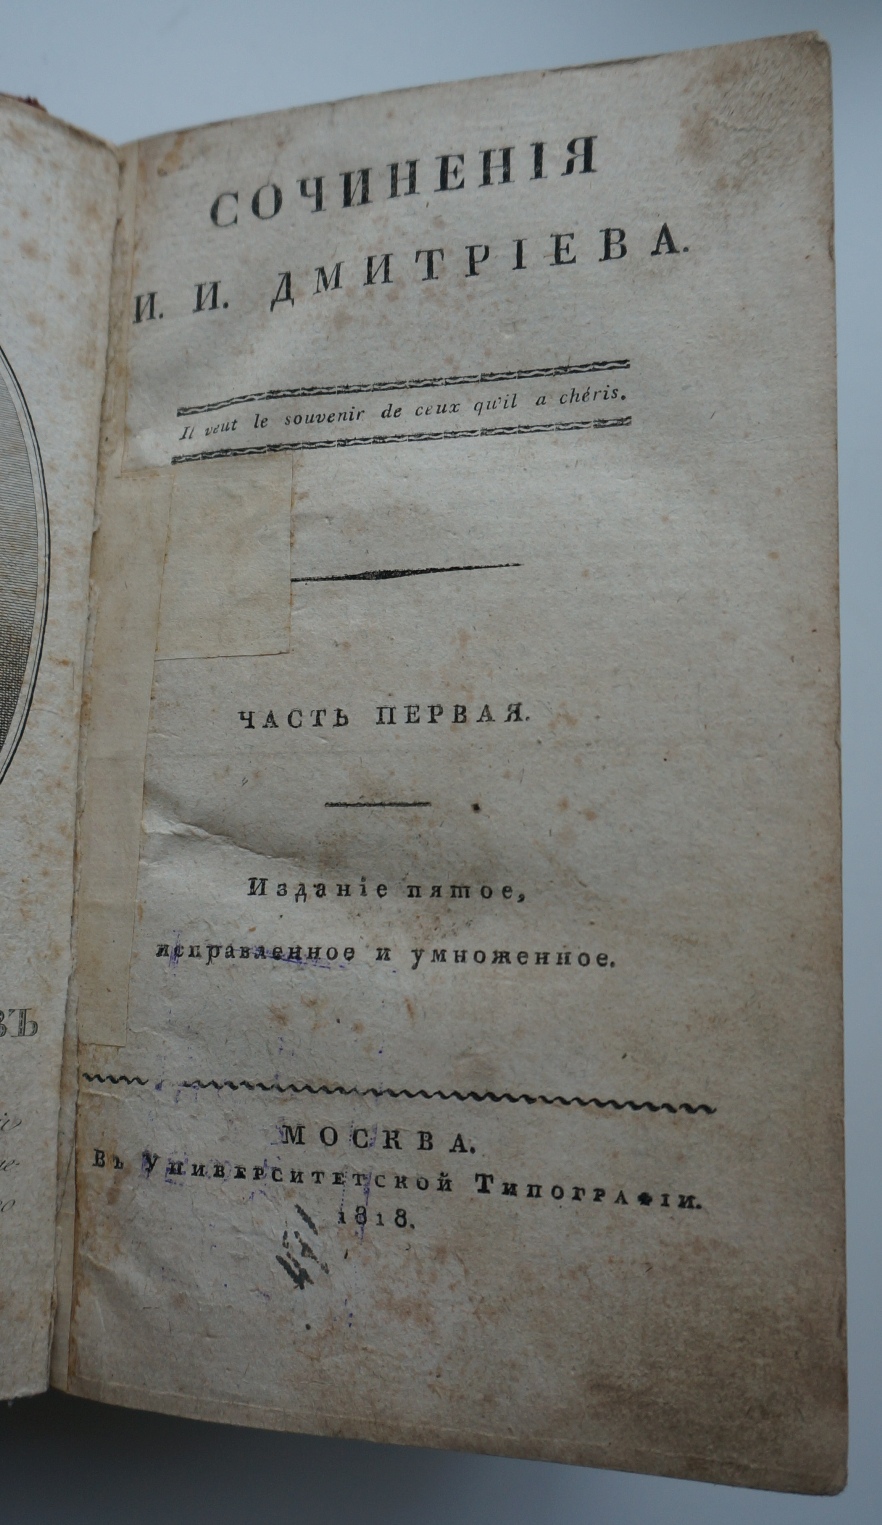 СОЧИНЕНІЯ
И. И. ДМИТРІЕВА.
Il veut le souvenir de ceux qu'il a chéris.
ЧАСТЬ ПЕРВАЯ.
Изданіе пятое,
исправленное и умноженное.
МОСКВА.
Въ Университетской Типографіи.
1818.